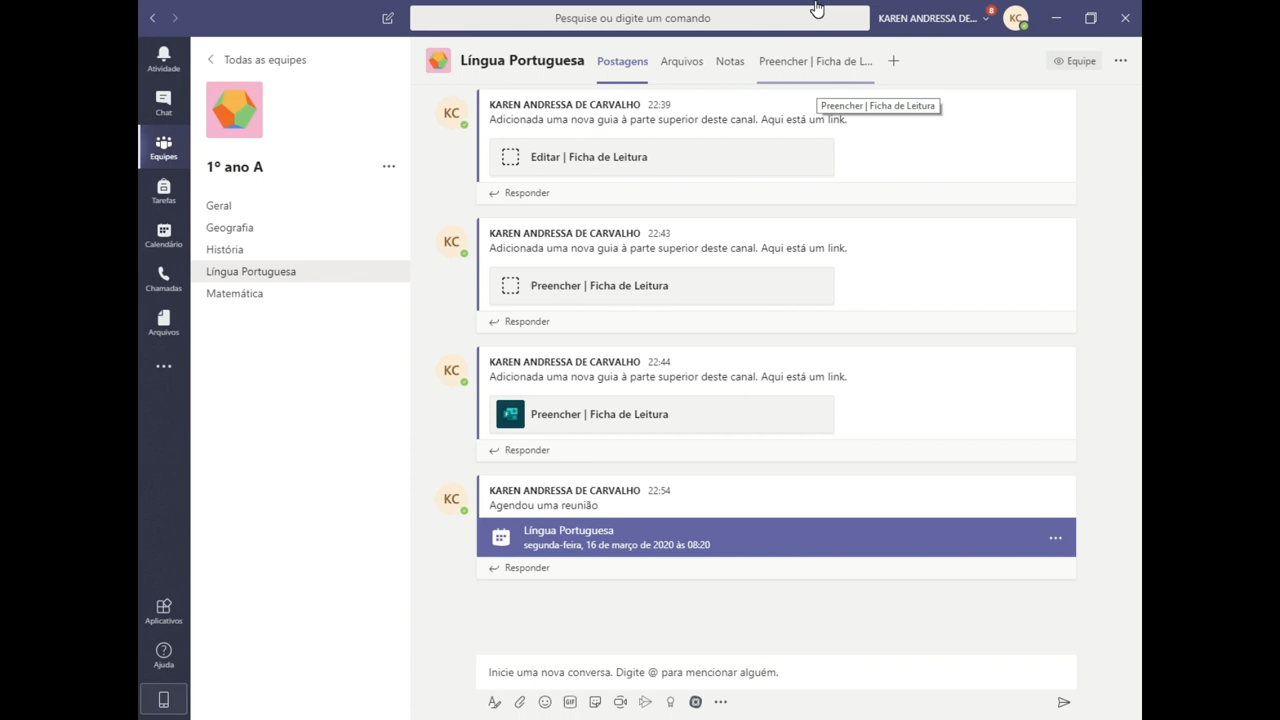 Pesquise ou digite um comando
KAREN ANDRESSA DE...
8
KC
Atividade
Chat
Equipes
Tarefas
Calendário
Chamadas
Arquivos
Aplicativos
Ajuda
Todas as equipes
1º ano A
Geral
Geografia
História
Língua Portuguesa
Matemática
Língua Portuguesa
Postagens
Arquivos
Notas
Preencher | Ficha de L...
Equipe
Preencher | Ficha de Leitura
KC
KAREN ANDRESSA DE CARVALHO 22:39
Adicionada uma nova guia à parte superior deste canal. Aqui está um link.
Editar | Ficha de Leitura
Responder
KC
KAREN ANDRESSA DE CARVALHO 22:43
Adicionada uma nova guia à parte superior deste canal. Aqui está um link.
Preencher | Ficha de Leitura
Responder
KC
KAREN ANDRESSA DE CARVALHO 22:44
Adicionada uma nova guia à parte superior deste canal. Aqui está um link.
Preencher | Ficha de Leitura
Responder
KC
KAREN ANDRESSA DE CARVALHO 22:54
Agendou uma reunião
Língua Portuguesa
segunda-feira, 16 de março de 2020 às 08:20
Responder
Inicie uma nova conversa. Digite @ para mencionar alguém.
GIF